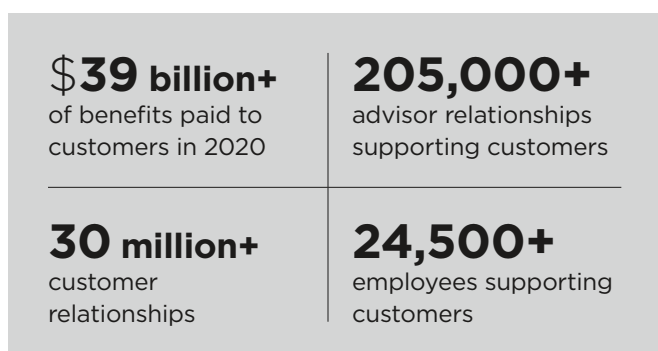 $39 billion+
of benefits paid to
customers in 2020
205,000+
advisor relationships
supporting customers
30 million+
customer
relationships
24,500+
employees supporting
customers